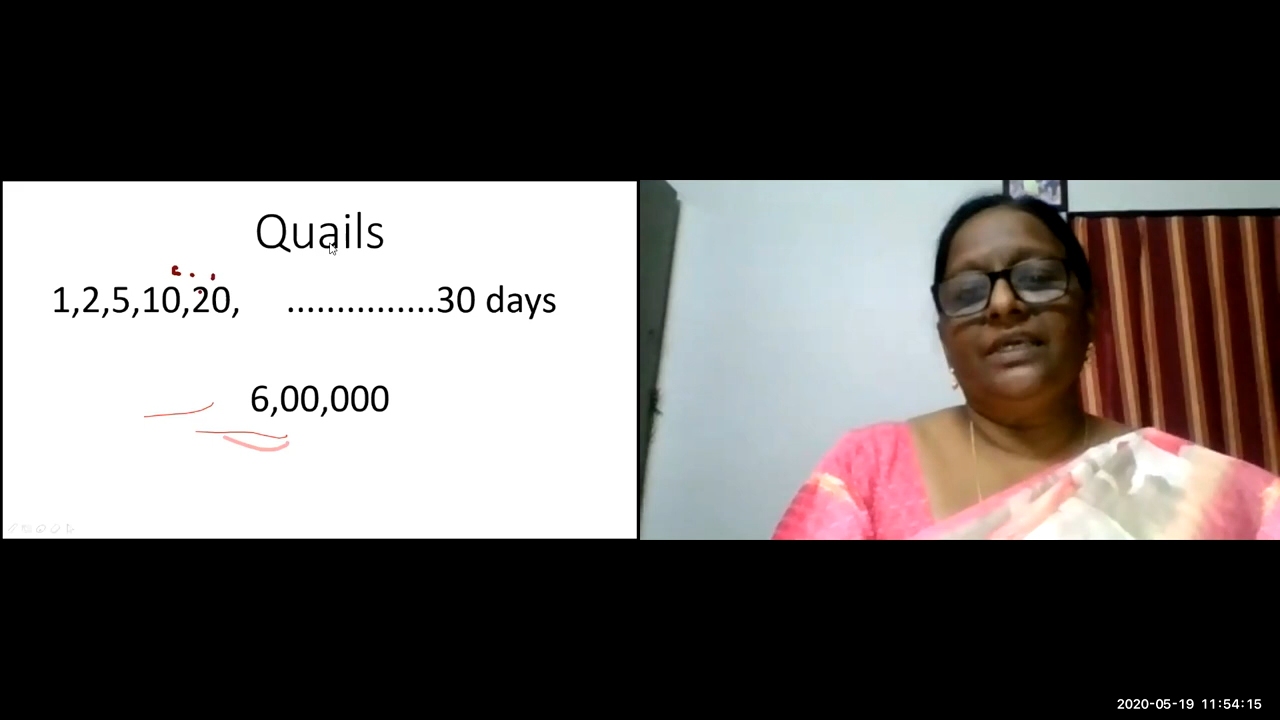 Quails
1,2,5,10,20, ...............30 days
6,00,000
2020-05-19 11:54:15